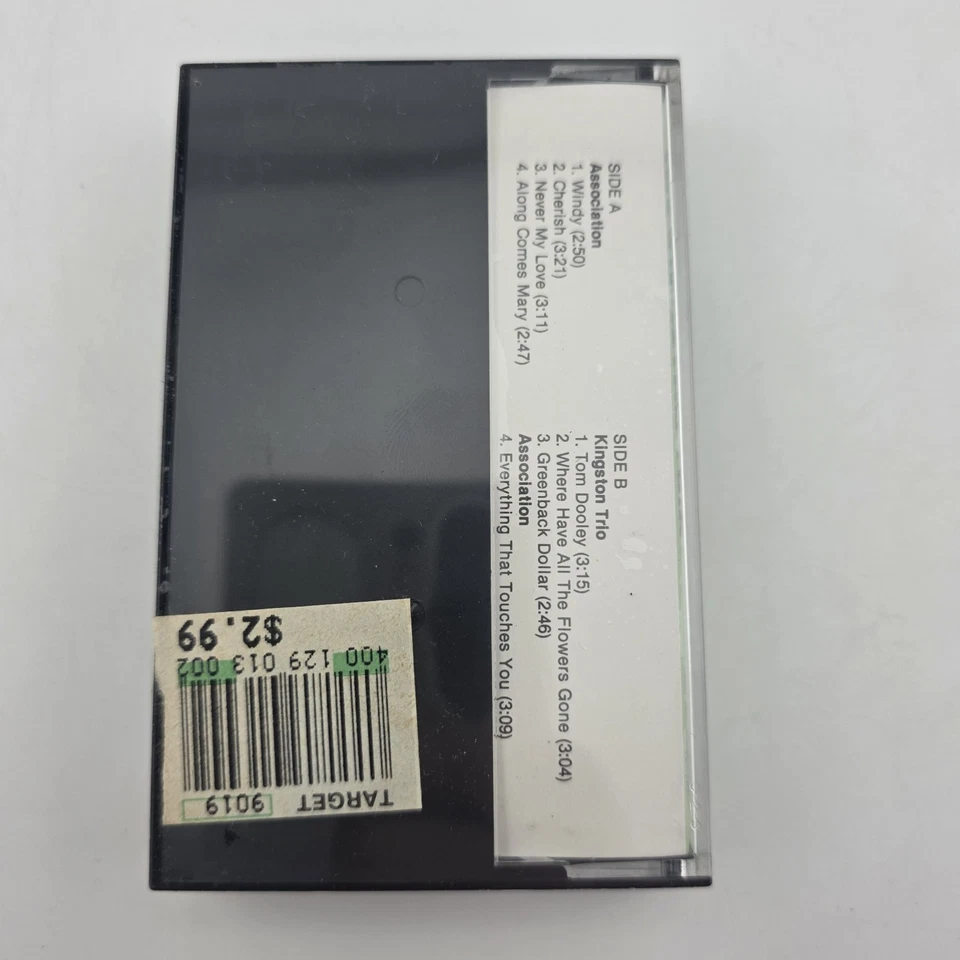 SIDE A
Association
1. Windy (2:50)
2. Cherish (3:21)
3. Never My Love (3:11)
4. Along Comes Mary (2:47)
SIDE B
Kingston Trio
1. Tom Dooley (3:15)
2. Where Have All The Flowers Gone (3:04)
3. Greenback Dollar (2:46)
Association
4. Everything That Touches You (3:09)
TARGET 9019
400 129 013 002
$2.99